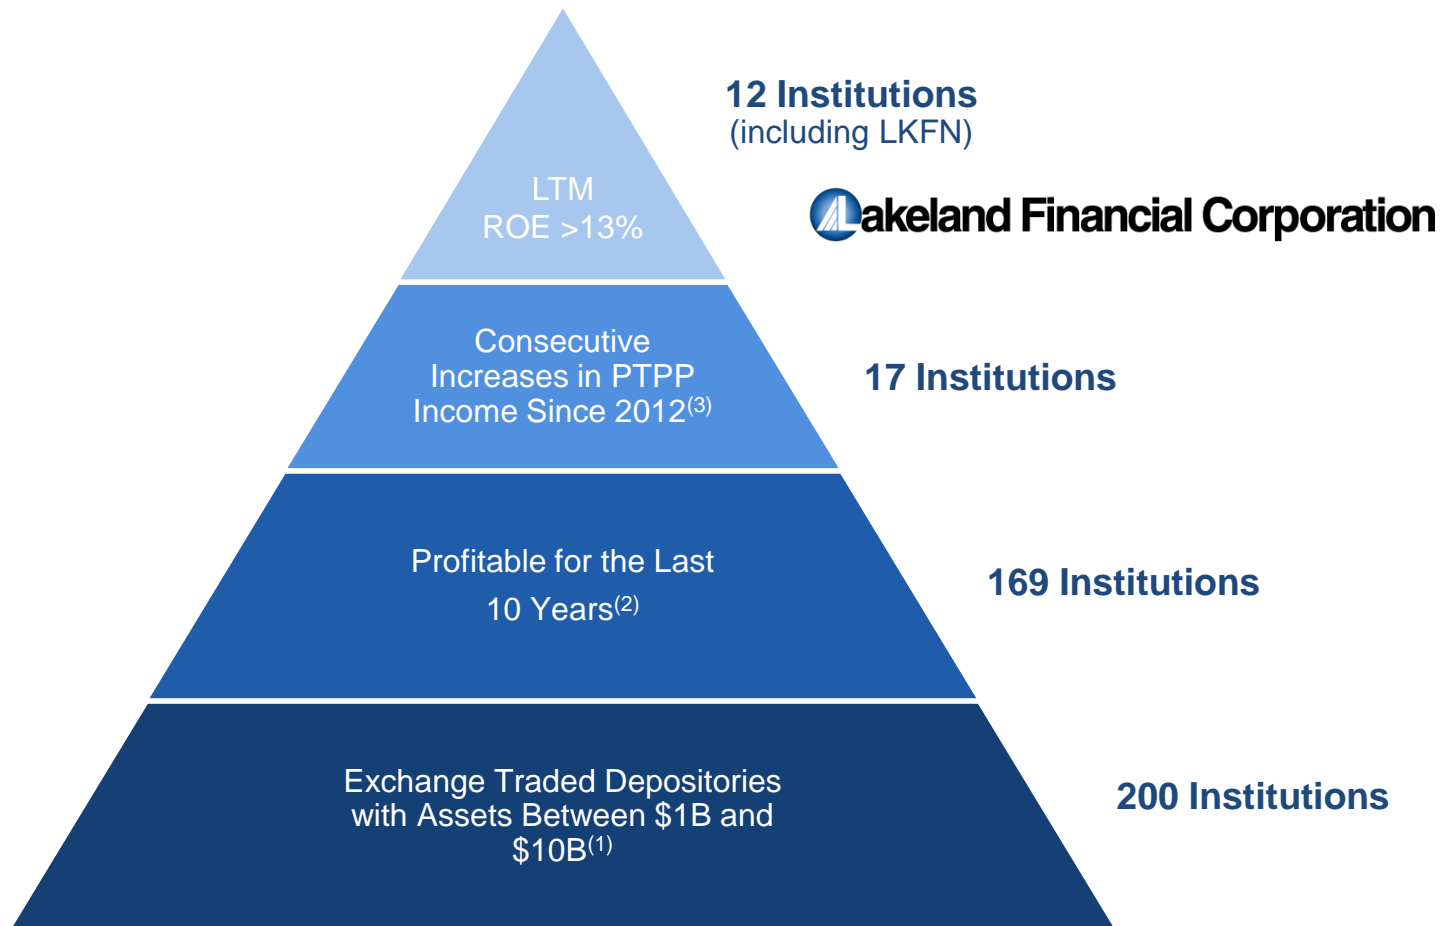 12 Institutions
(including LKFN)
LTM
ROE >13%
Lakeland Financial Corporation
Consecutive
Increases in PTPP
Income Since 2012(3)
17 Institutions
Profitable for the Last
10 Years(2)
169 Institutions
Exchange Traded Depositories
with Assets Between $1B and
$10B(1)
200 Institutions